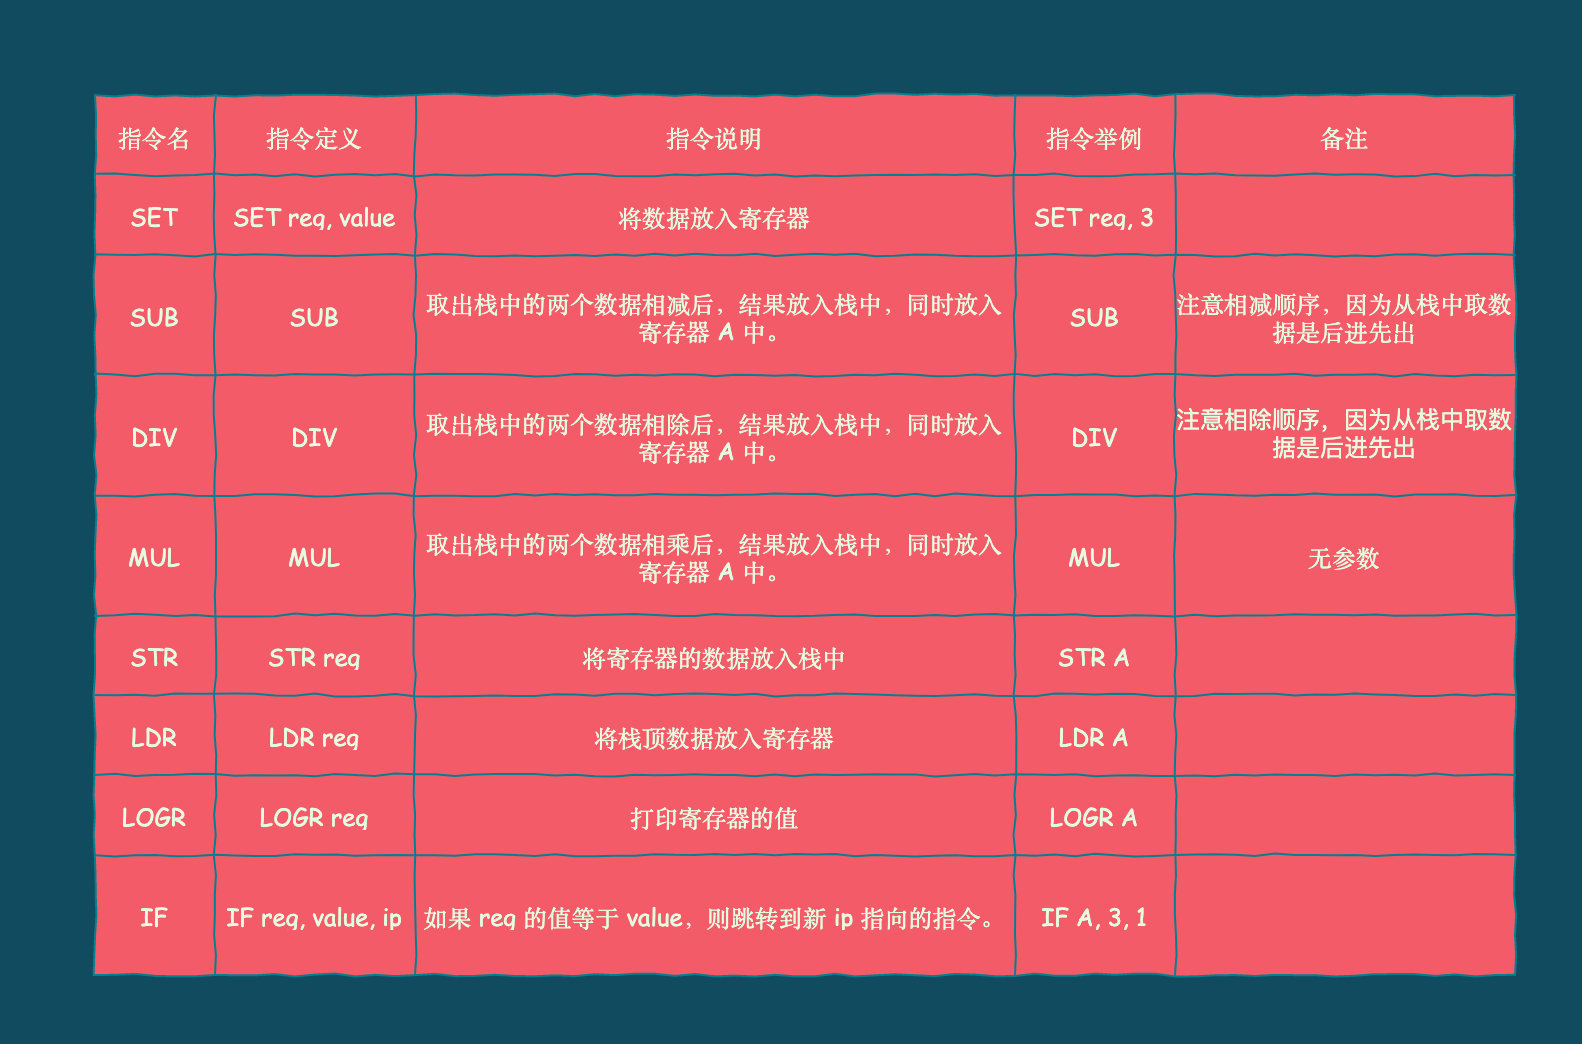 指令名 指令定义 指令说明 指令举例 备注
SET SET req, value 将数据放入寄存器 SET req, 3
SUB SUB 取出栈中的两个数据相减后，结果放入栈中，同时放入
寄存器 A 中。 SUB 注意相减顺序，因为从栈中取数
据是后进先出
DIV DIV 取出栈中的两个数据相除后，结果放入栈中，同时放入
寄存器 A 中。 DIV 注意相除顺序，因为从栈中取数
据是后进先出
MUL MUL 取出栈中的两个数据相乘后，结果放入栈中，同时放入
寄存器 A 中。 MUL 无参数
STR STR req 将寄存器的数据放入栈中 STR A
LDR LDR req 将栈顶数据放入寄存器 LDR A
LOGR LOGR req 打印寄存器的值 LOGR A
IF IF req, value, ip 如果 req 的值等于 value，则跳转到新 ip 指向的指令。 IF A, 3, 1